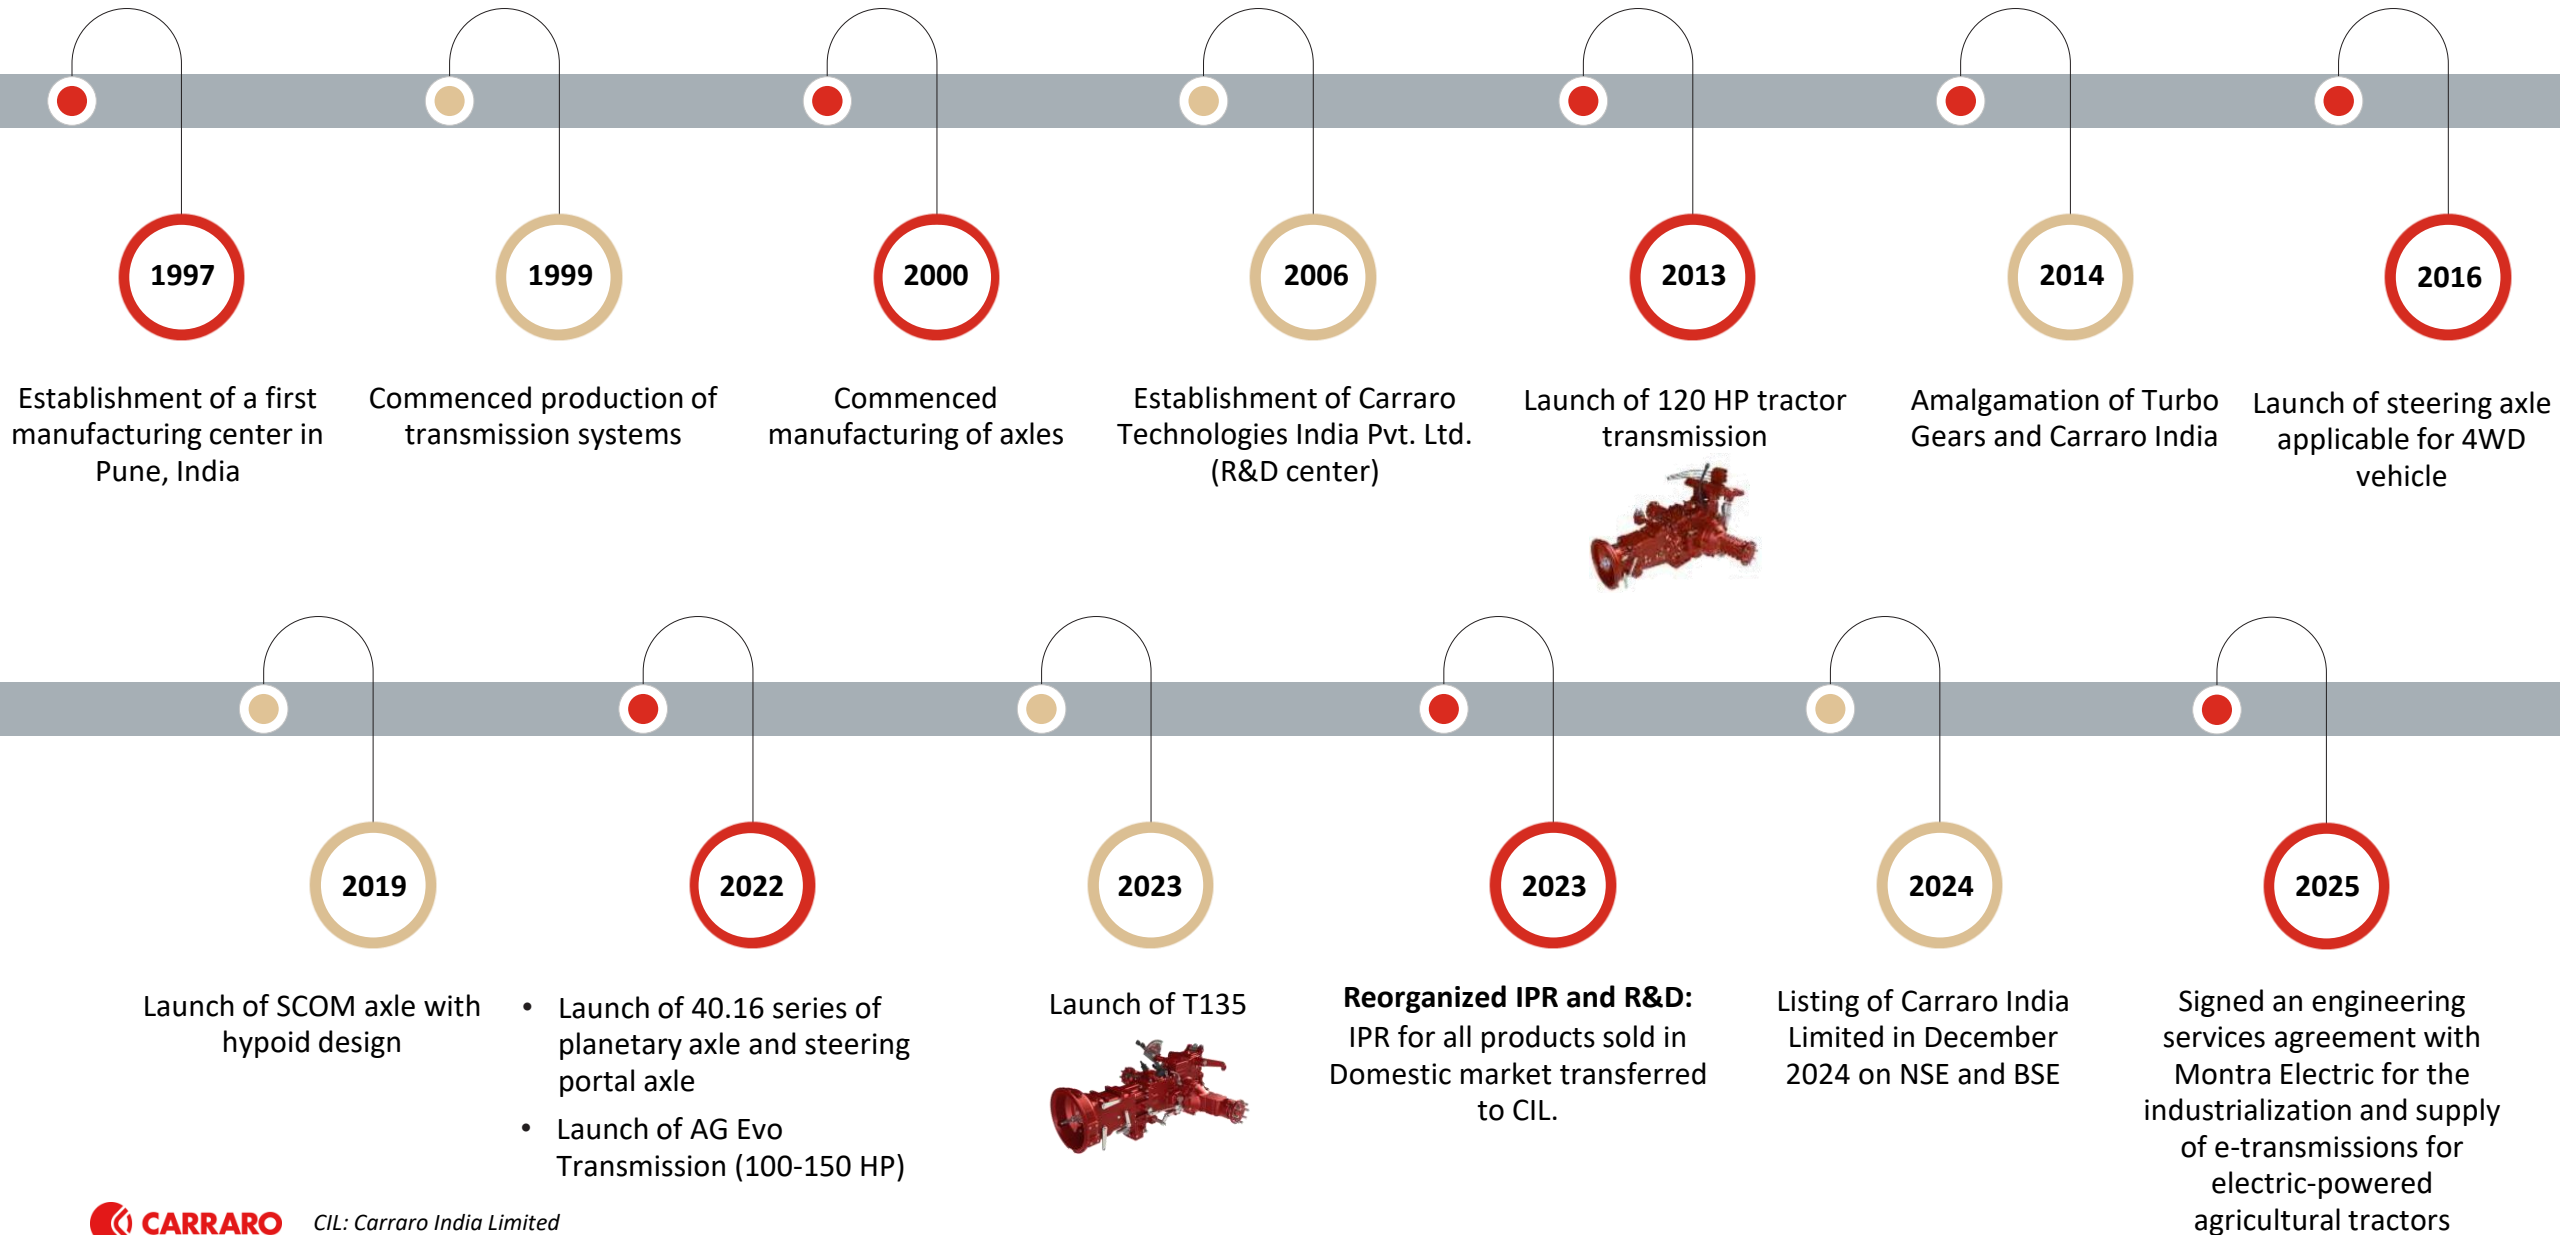 1997
1999
2000
2006
2013
2014
2016
Establishment of a first
manufacturing center in
Pune, India
Commenced production of
transmission systems
Commenced
manufacturing of axles
Establishment of Carraro
Technologies India Pvt. Ltd.
(R&D center)
Launch of 120 HP tractor
transmission
Amalgamation of Turbo
Gears and Carraro India
Launch of steering axle
applicable for 4WD
vehicle
2019
2022
2023
2023
2024
2025
Launch of SCOM axle with
hypoid design
• Launch of 40.16 series of
planetary axle and steering
portal axle
• Launch of AG Evo
Transmission (100-150 HP)
Launch of T135
Reorganized IPR and R&D:
IPR for all products sold in
Domestic market transferred
to CIL.
Listing of Carraro India
Limited in December
2024 on NSE and BSE
Signed an engineering
services agreement with
Montra Electric for the
industrialization and supply
of e-transmissions for
electric-powered
agricultural tractors
CARRARO
CIL: Carraro India Limited